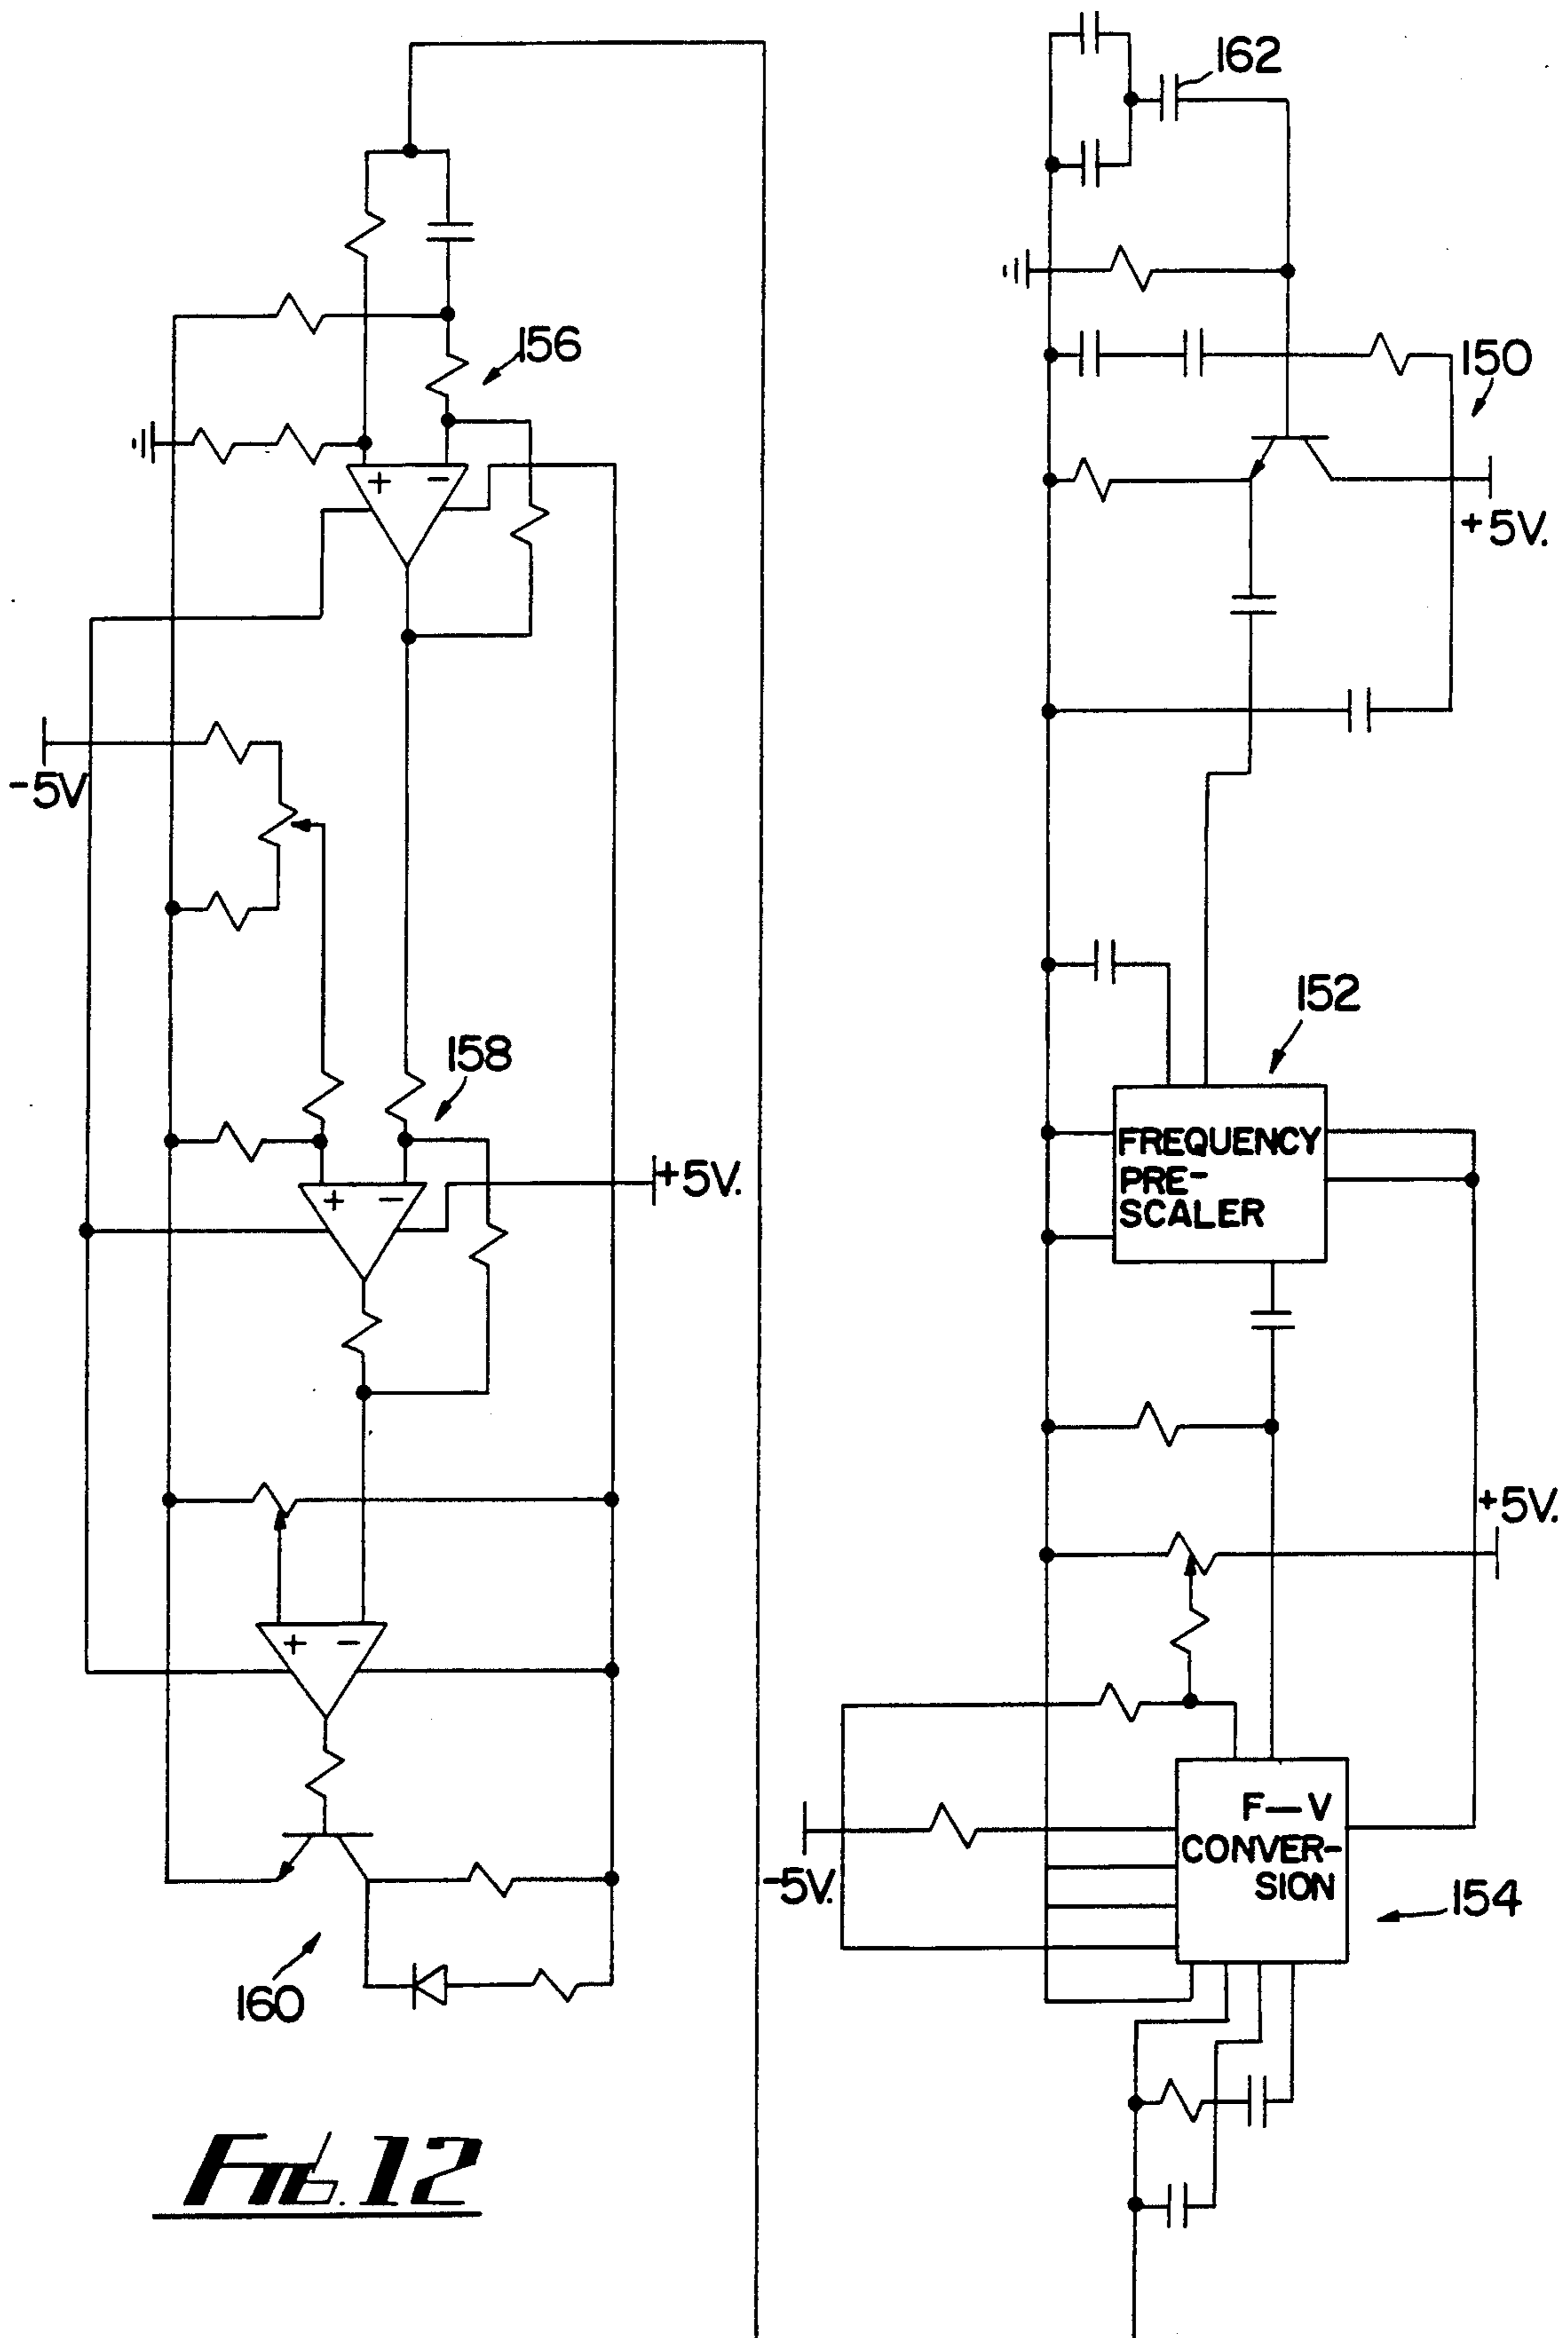 162
156
150
+ -
+5V.
-5V
152
158
FREQUENCY
PRE-
SCALER
+ -
+5V.
+5V.
+ -
F-V
CONVER-
SION
-5V.
154
160
FIG. 12